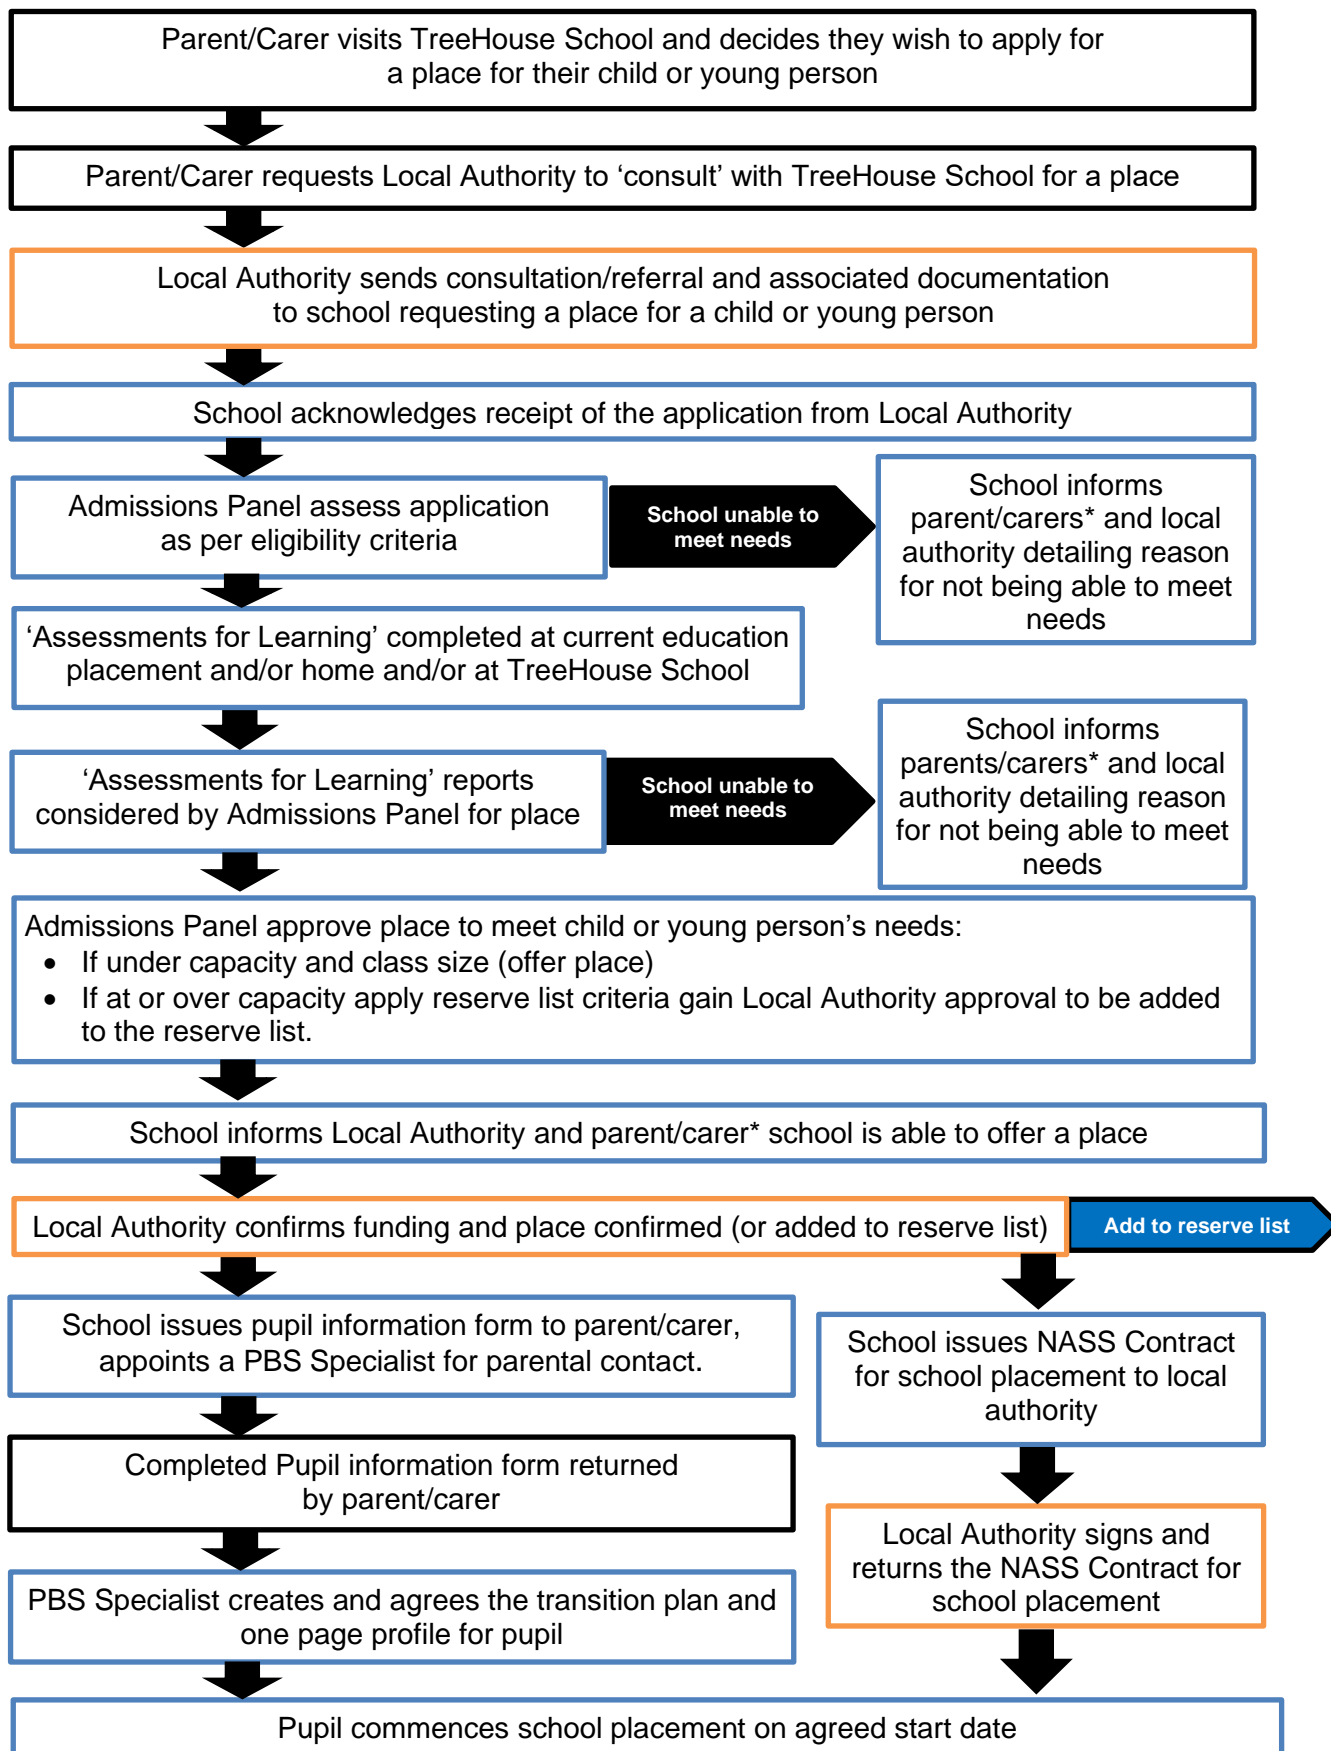 Parent/Carer visits TreeHouse School and decides they wish to apply for
a place for their child or young person
Parent/Carer requests Local Authority to ‘consult’ with TreeHouse School for a place
Local Authority sends consultation/referral and associated documentation
to school requesting a place for a child or young person
School acknowledges receipt of the application from Local Authority
Admissions Panel assess application
as per eligibility criteria
School unable to
meet needs
School informs
parent/carers* and local
authority detailing reason
for not being able to meet
needs
‘Assessments for Learning’ completed at current education
placement and/or home and/or at TreeHouse School
‘Assessments for Learning’ reports
considered by Admissions Panel for place
School unable to
meet needs
School informs
parents/carers* and local
authority detailing reason
for not being able to meet
needs
Admissions Panel approve place to meet child or young person’s needs:
• If under capacity and class size (offer place)
• If at or over capacity apply reserve list criteria gain Local Authority approval to be added
to the reserve list.
School informs Local Authority and parent/carer* school is able to offer a place
Local Authority confirms funding and place confirmed (or added to reserve list)
Add to reserve list
School issues pupil information form to parent/carer,
appoints a PBS Specialist for parental contact.
School issues NASS Contract
for school placement to local
authority
Completed Pupil information form returned
by parent/carer
Local Authority signs and
returns the NASS Contract for
school placement
PBS Specialist creates and agrees the transition plan and
one page profile for pupil
Pupil commences school placement on agreed start date